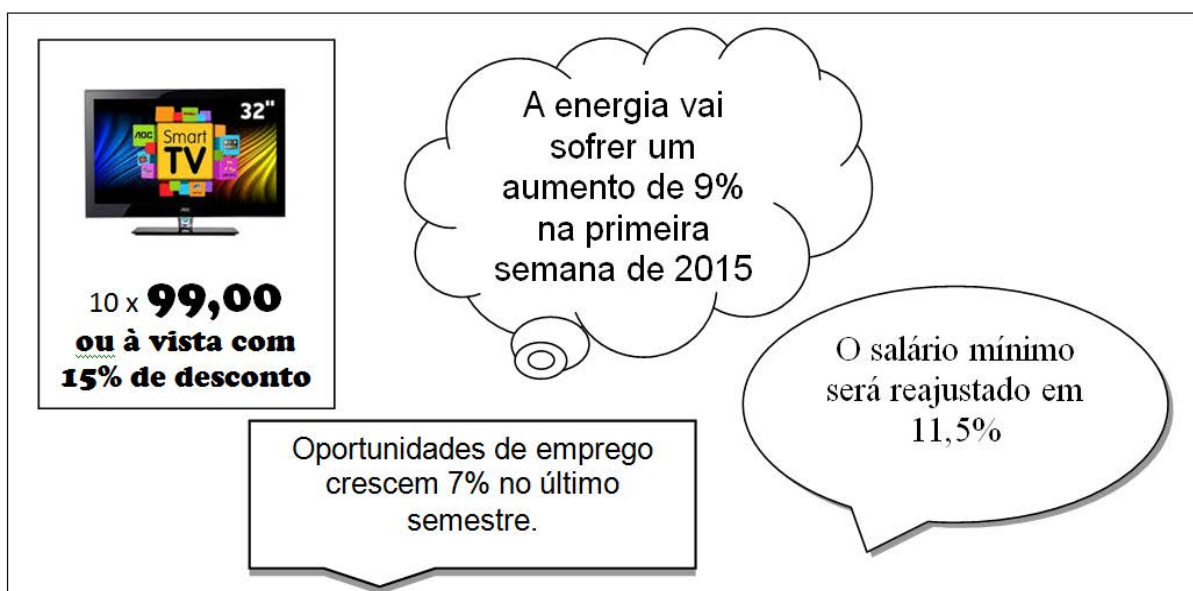 32"
AOC
Smart
TV
10 x 99,00
ou à vista com
15% de desconto
A energia vai
sofrer um
aumento de 9%
na primeira
semana de 2015
O salário mínimo
será reajustado em
11,5%
Oportunidades de emprego
crescem 7% no último
semestre.